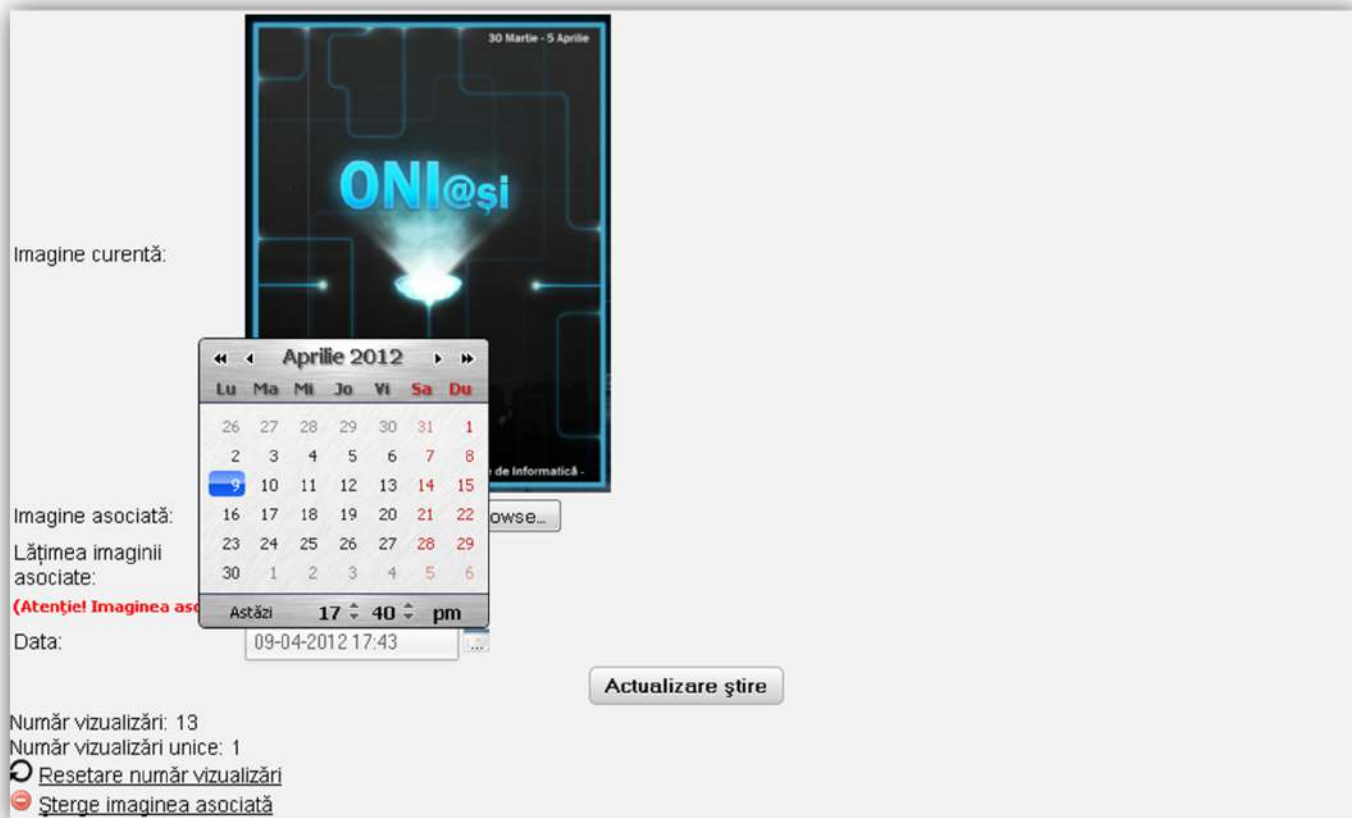 30 Martie - 5 Aprilie
ONI@şi
Imagine curentă:
Aprilie 2012
Lu Ma Mi Jo Vi Sa Du
26 27 28 29 30 31 1
2 3 4 5 6 7 8
de Informatică -
9 10 11 12 13 14 15
Imagine asociată:
16 17 18 19 20 21 22
owse...
Lăţimea imaginii
asociate:
23 24 25 26 27 28 29
30 1 2 3 4 5 6
(Atenţie! Imaginea aso
Astăzi 17 40 pm
Data:
09-04-2012 17:43
...
Actualizare ştire
Număr vizualizări: 13
Număr vizualizări unice: 1
Resetare număr vizualizări
Şterge imaginea asociată